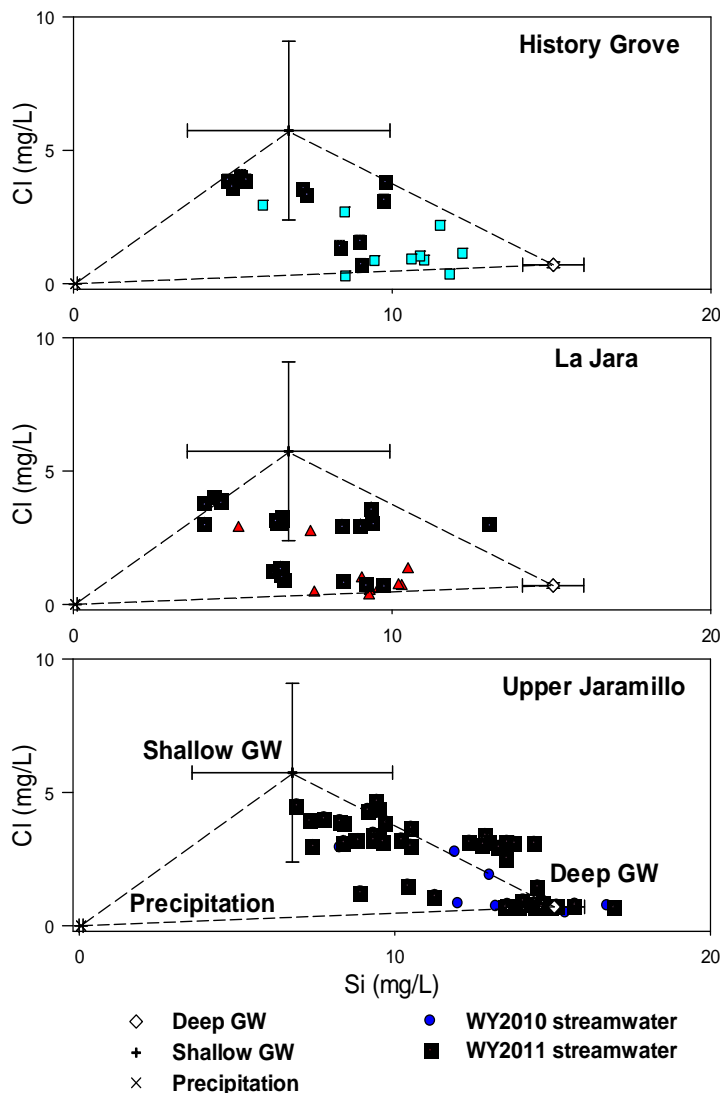 10
History Grove
Cl (mg/L)
5
0
0
10
20
10
La Jara
Cl (mg/L)
5
0
0
10
20
10
Upper Jaramillo
Shallow GW
Cl (mg/L)
5
Deep GW
Precipitation
0
0
10
20
Si (mg/L)
Deep GW
WY2010 streamwater
Shallow GW
WY2011 streamwater
Precipitation